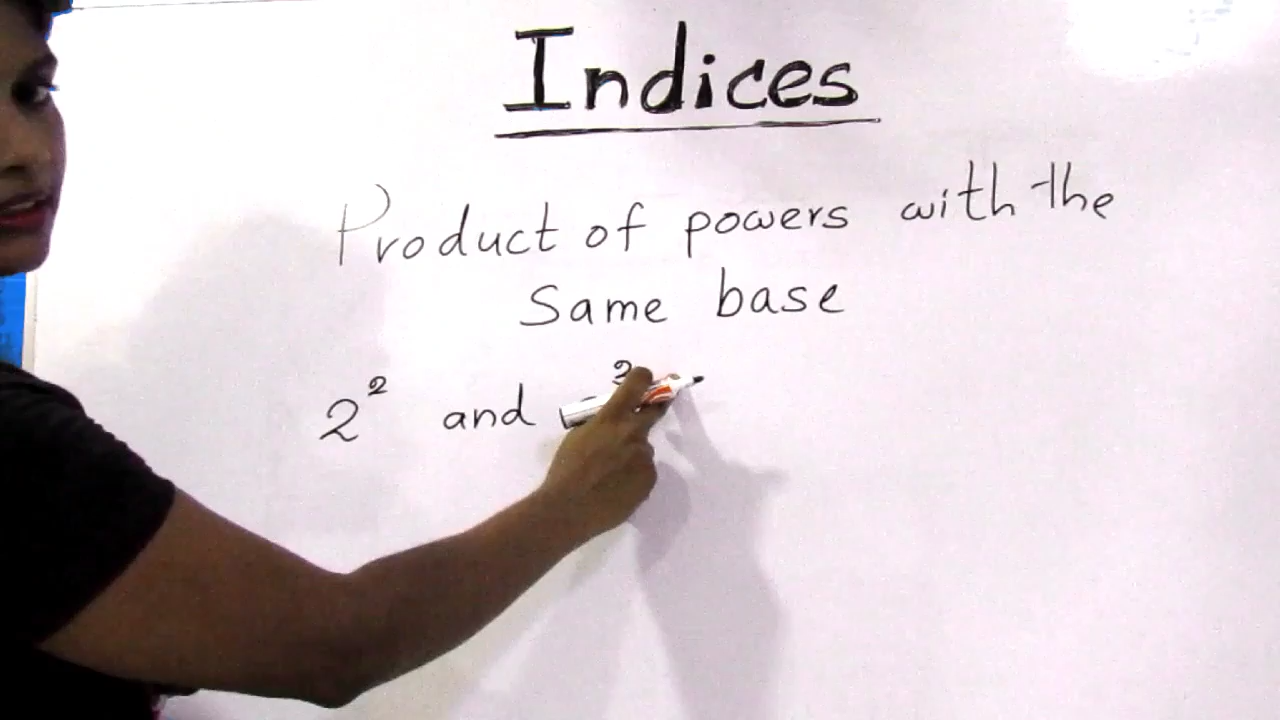 Indices
Product of powers with the
Same base
2² and